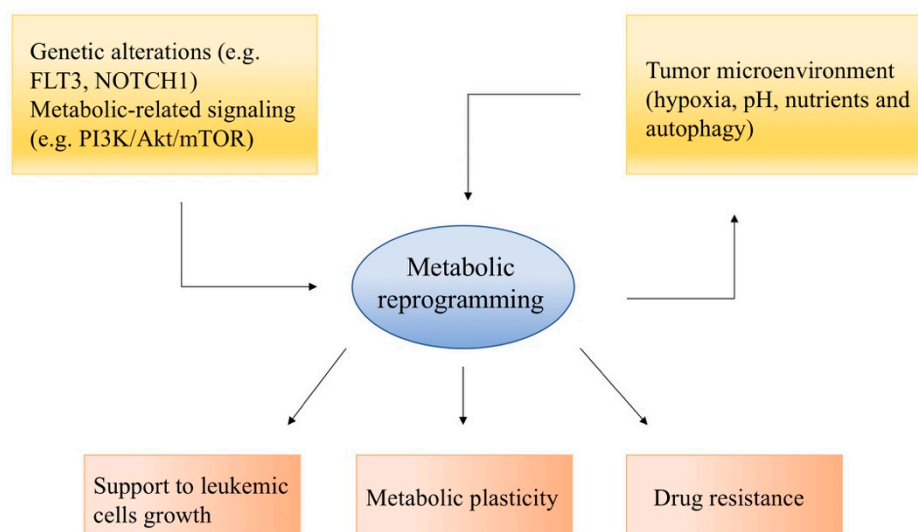 Genetic alterations (e.g.
FLT3, NOTCH1)
Metabolic-related signaling
(e.g. PI3K/Akt/mTOR)
Tumor microenvironment
(hypoxia, pH, nutrients and
autophagy)
Metabolic
reprogramming
Support to leukemic
cells growth
Metabolic plasticity
Drug resistance